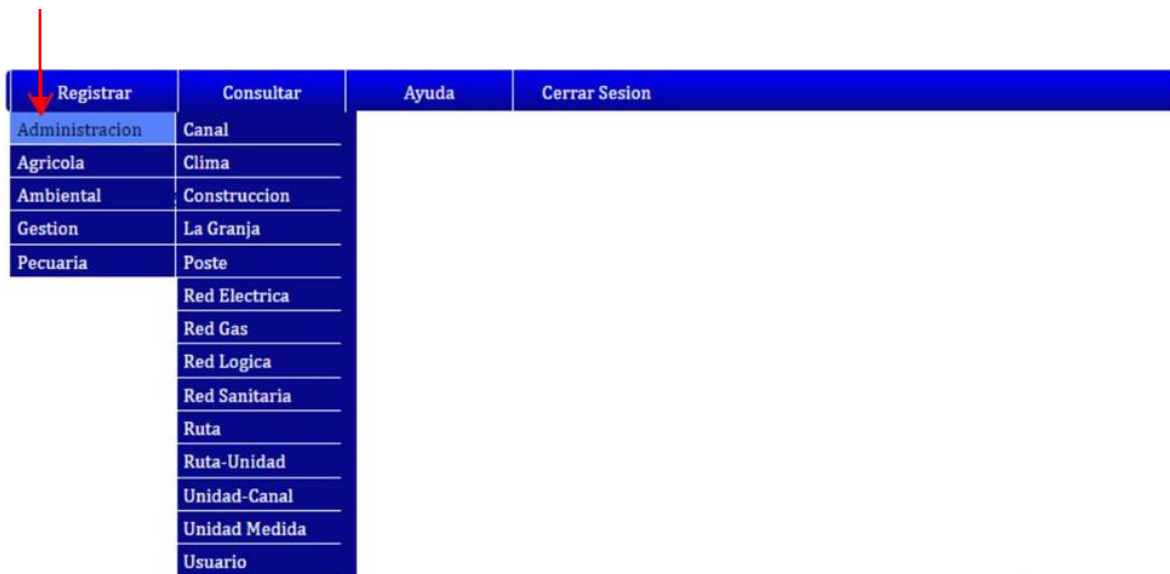 Registrar Consultar Ayuda Cerrar Sesion
Administracion Canal
Agricola Clima
Ambiental Construccion
Gestion La Granja
Pecuaria Poste
Red Electrica
Red Gas
Red Logica
Red Sanitaria
Ruta
Ruta-Unidad
Unidad-Canal
Unidad Medida
Usuario